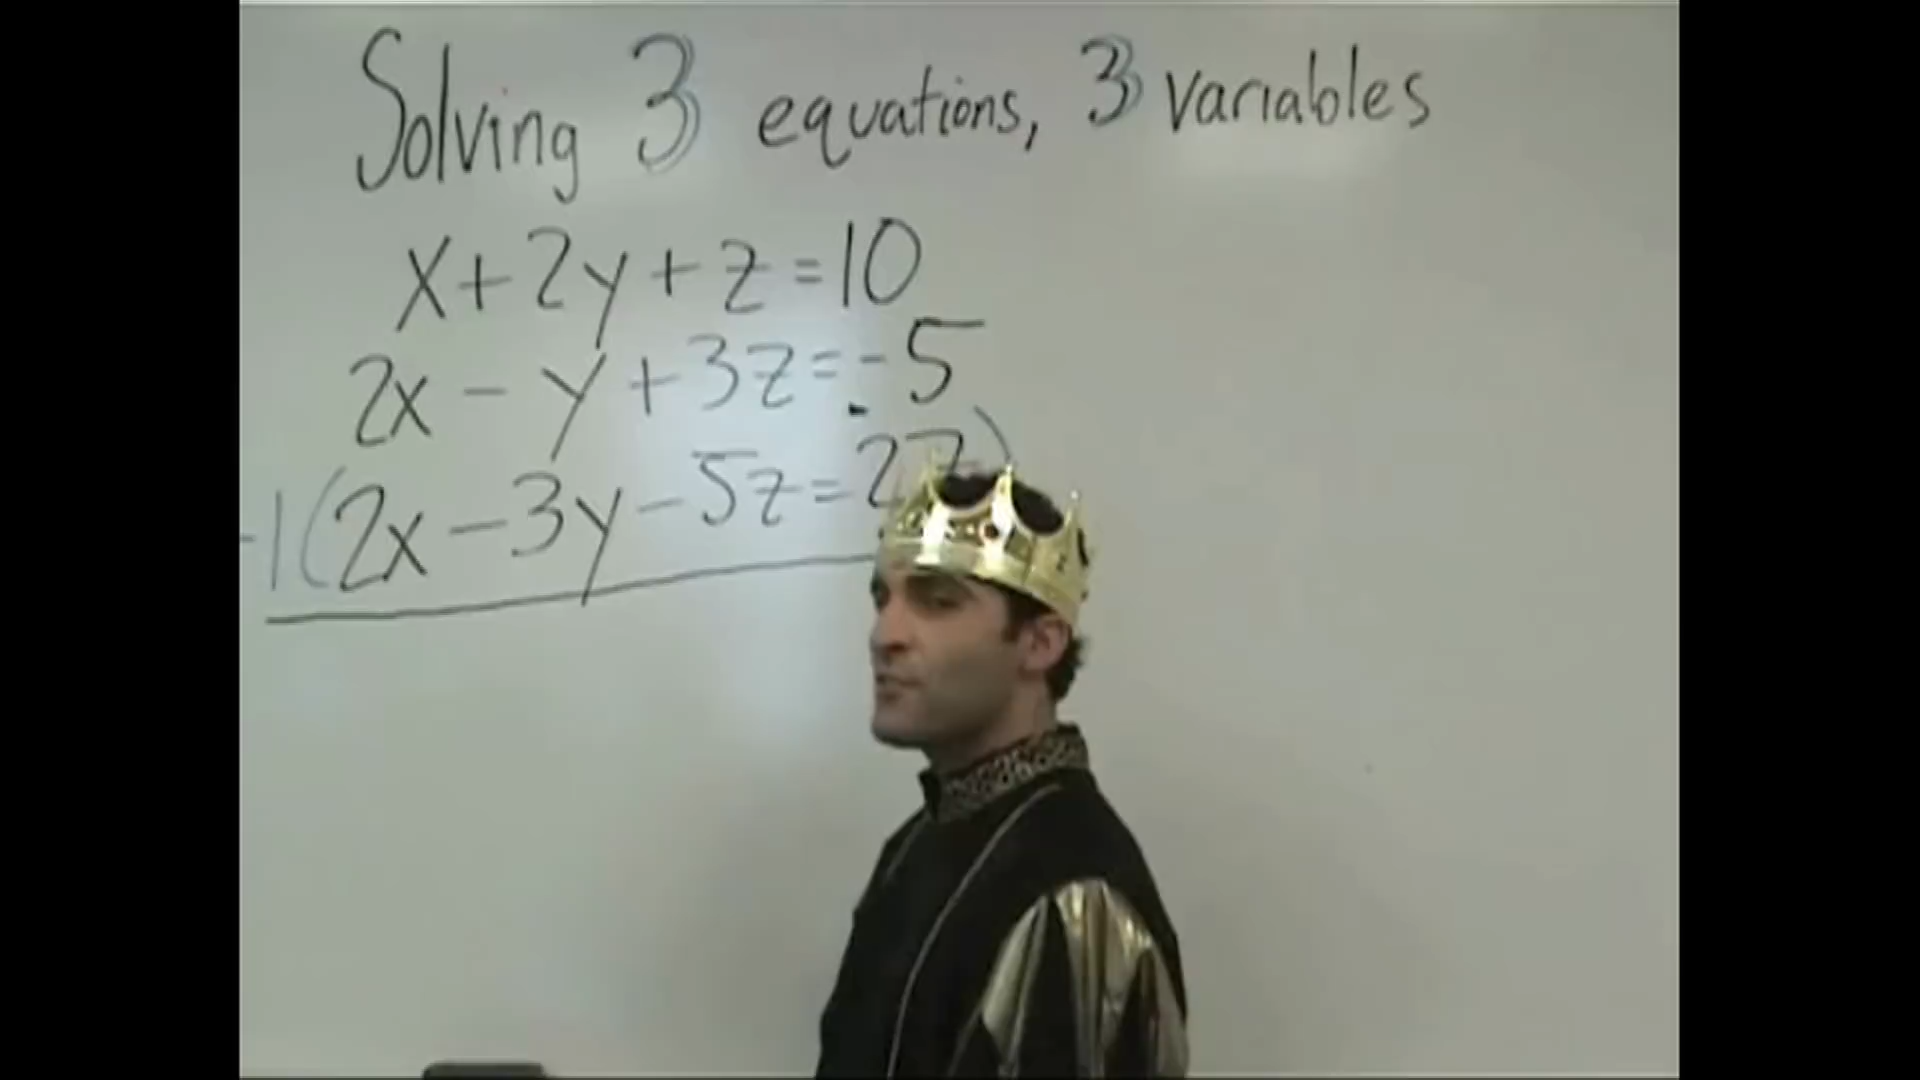 Solving 3 equations, 3 variables
x + 2y + z = 10
2x - y + 3z = -5
-1(2x - 3y - 5z = 27)